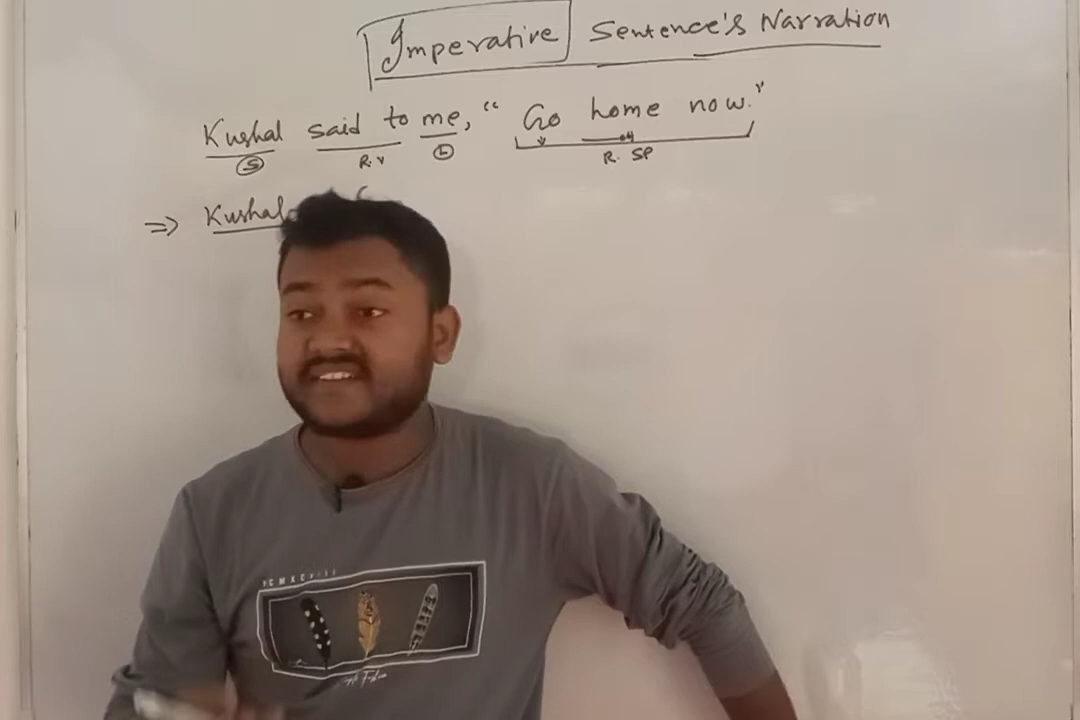 Imperative Sentence's Narration
Kushal said to me, " Go home now."
S R.V L R. SP
=> Kushal